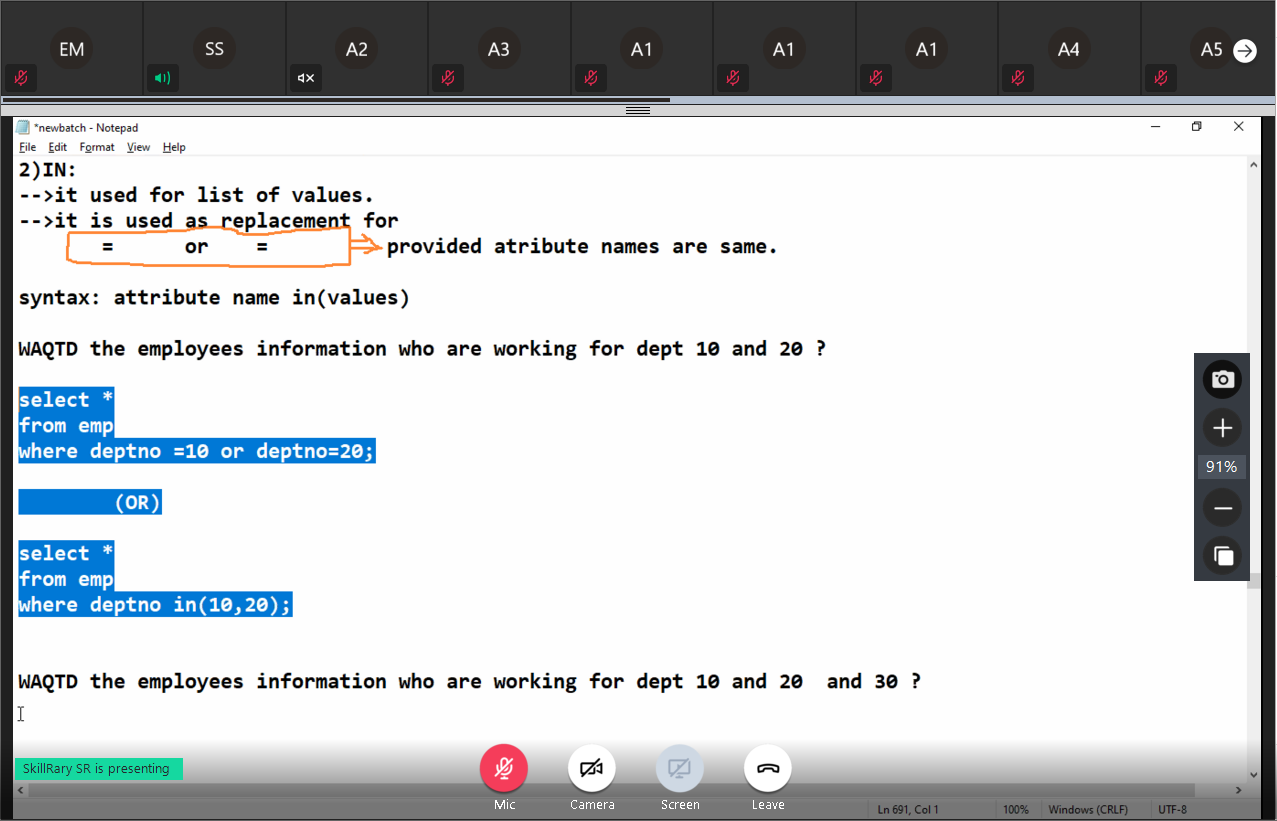 EM SS A2 A3 A1 A1 A1 A4 A5
*newbatch - Notepad
File Edit Format View Help
2)IN:
-->it used for list of values.
-->it is used as replacement for
= or = provided atribute names are same.
syntax: attribute name in(values)
WAQTD the employees information who are working for dept 10 and 20 ?
select *
from emp
where deptno =10 or deptno=20;
(OR)
select *
from emp
where deptno in(10,20);
WAQTD the employees information who are working for dept 10 and 20  and 30 ?
91%
SkillRary SR is presenting
Mic Camera Screen Leave
Ln 691, Col 1 100% Windows (CRLF) UTF-8